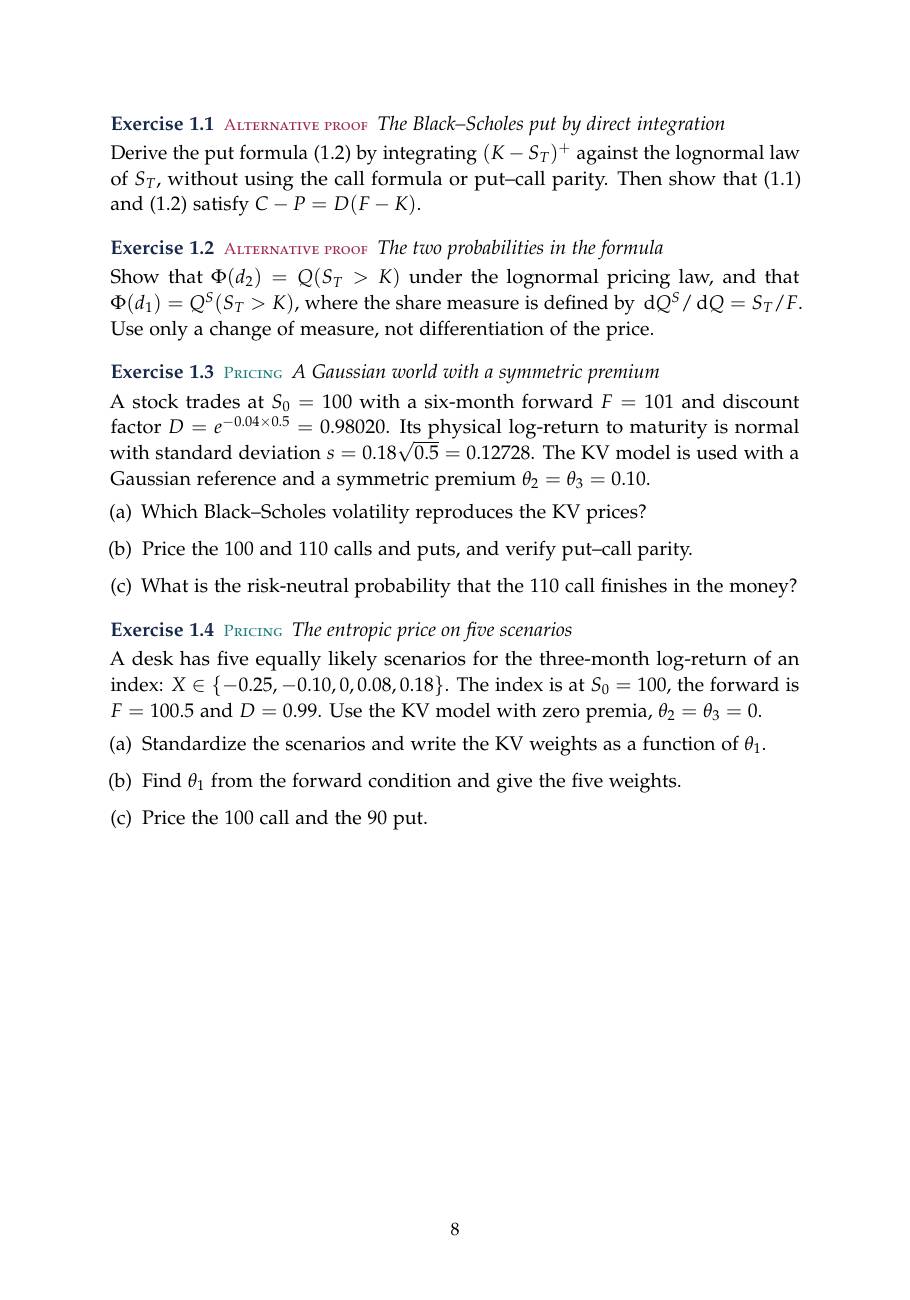 Exercise 1.1 ALTERNATIVE PROOF The Black–Scholes put by direct integration
Derive the put formula (1.2) by integrating (K − S_T)⁺ against the lognormal law
of S_T, without using the call formula or put–call parity. Then show that (1.1)
and (1.2) satisfy C − P = D(F − K).
Exercise 1.2 ALTERNATIVE PROOF The two probabilities in the formula
Show that Φ(d₂) = Q(S_T > K) under the lognormal pricing law, and that
Φ(d₁) = Q^S(S_T > K), where the share measure is defined by dQ^S/ dQ = S_T/F.
Use only a change of measure, not differentiation of the price.
Exercise 1.3 PRICING A Gaussian world with a symmetric premium
A stock trades at S₀ = 100 with a six-month forward F = 101 and discount
factor D = e^{−0.04×0.5} = 0.98020. Its physical log-return to maturity is normal
with standard deviation s = 0.18√0.5 = 0.12728. The KV model is used with a
Gaussian reference and a symmetric premium θ₂ = θ₃ = 0.10.
(a) Which Black–Scholes volatility reproduces the KV prices?
(b) Price the 100 and 110 calls and puts, and verify put–call parity.
(c) What is the risk-neutral probability that the 110 call finishes in the money?
Exercise 1.4 PRICING The entropic price on five scenarios
A desk has five equally likely scenarios for the three-month log-return of an
index: X ∈ {−0.25, −0.10, 0, 0.08, 0.18}. The index is at S₀ = 100, the forward is
F = 100.5 and D = 0.99. Use the KV model with zero premia, θ₂ = θ₃ = 0.
(a) Standardize the scenarios and write the KV weights as a function of θ₁.
(b) Find θ₁ from the forward condition and give the five weights.
(c) Price the 100 call and the 90 put.
8